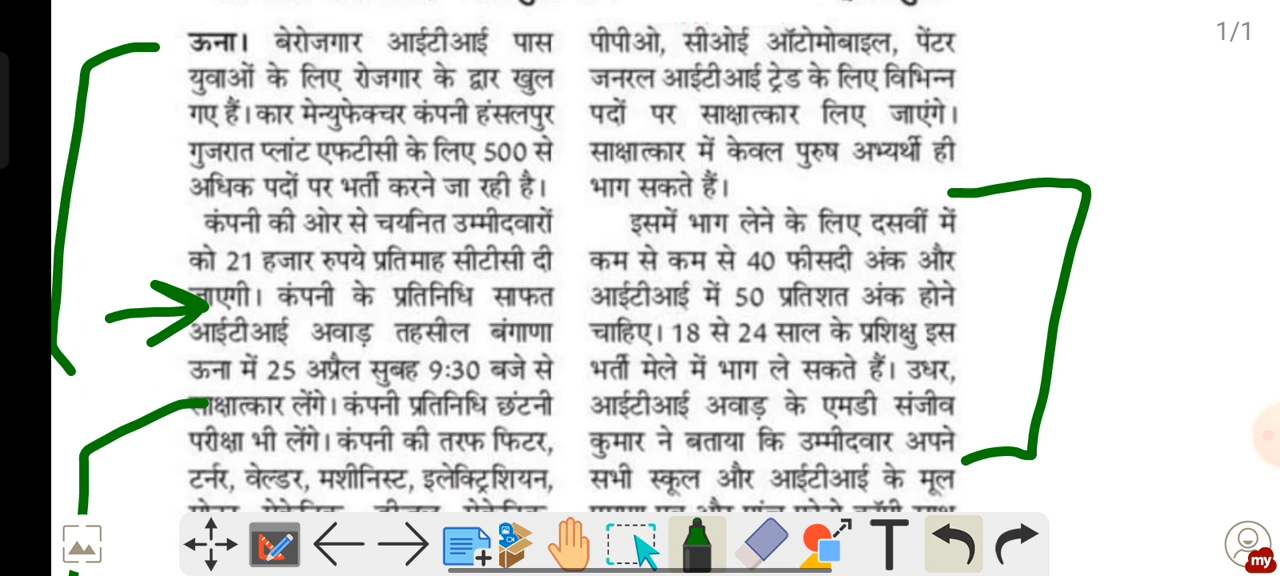 ऊना। बेरोजगार आईटीआई पास
युवाओं के लिए रोजगार के द्वार खुल
गए हैं। कार मेन्युफेक्चर कंपनी हंसलपुर
गुजरात प्लांट एफटीसी के लिए 500 से
अधिक पदों पर भर्ती करने जा रही है।
कंपनी की ओर से चयनित उम्मीदवारों
को 21 हजार रुपये प्रतिमाह सीटीसी दी
जाएगी। कंपनी के प्रतिनिधि साफत
आईटीआई अवाड़ तहसील बंगाणा
ऊना में 25 अप्रैल सुबह 9:30 बजे से
साक्षात्कार लेंगे। कंपनी प्रतिनिधि छंटनी
परीक्षा भी लेंगे। कंपनी की तरफ फिटर,
टर्नर, वेल्डर, मशीनिस्ट, इलेक्ट्रिशियन,
पीपीओ, सीओई ऑटोमोबाइल, पेंटर
जनरल आईटीआई ट्रेड के लिए विभिन्न
पदों पर साक्षात्कार लिए जाएंगे।
साक्षात्कार में केवल पुरुष अभ्यर्थी ही
भाग सकते हैं।
इसमें भाग लेने के लिए दसवीं में
कम से कम से 40 फीसदी अंक और
आईटीआई में 50 प्रतिशत अंक होने
चाहिए। 18 से 24 साल के प्रशिक्षु इस
भर्ती मेले में भाग ले सकते हैं। उधर,
आईटीआई अवाड़ के एमडी संजीव
कुमार ने बताया कि उम्मीदवार अपने
सभी स्कूल और आईटीआई के मूल
1/1
T
my